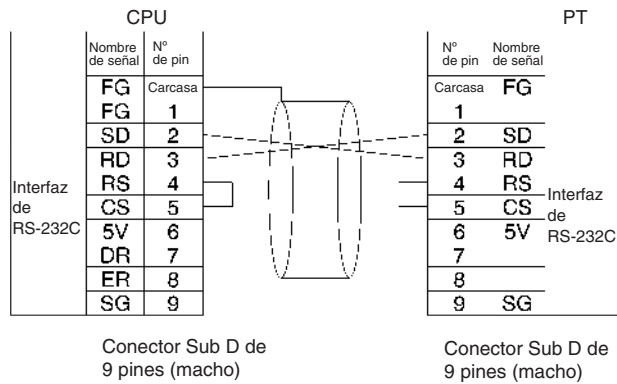 CPU
PT
Nombre de señal
Nº de pin
Nº de pin
Nombre de señal
FG Carcasa
Carcasa FG
FG 1
1
SD 2
2 SD
RD 3
3 RD
RS 4
4 RS
CS 5
5 CS
5V 6
6 5V
DR 7
7
ER 8
8
SG 9
9 SG
Interfaz
de
RS-232C
Interfaz
de
RS-232C
Conector Sub D de
9 pines (macho)
Conector Sub D de
9 pines (macho)